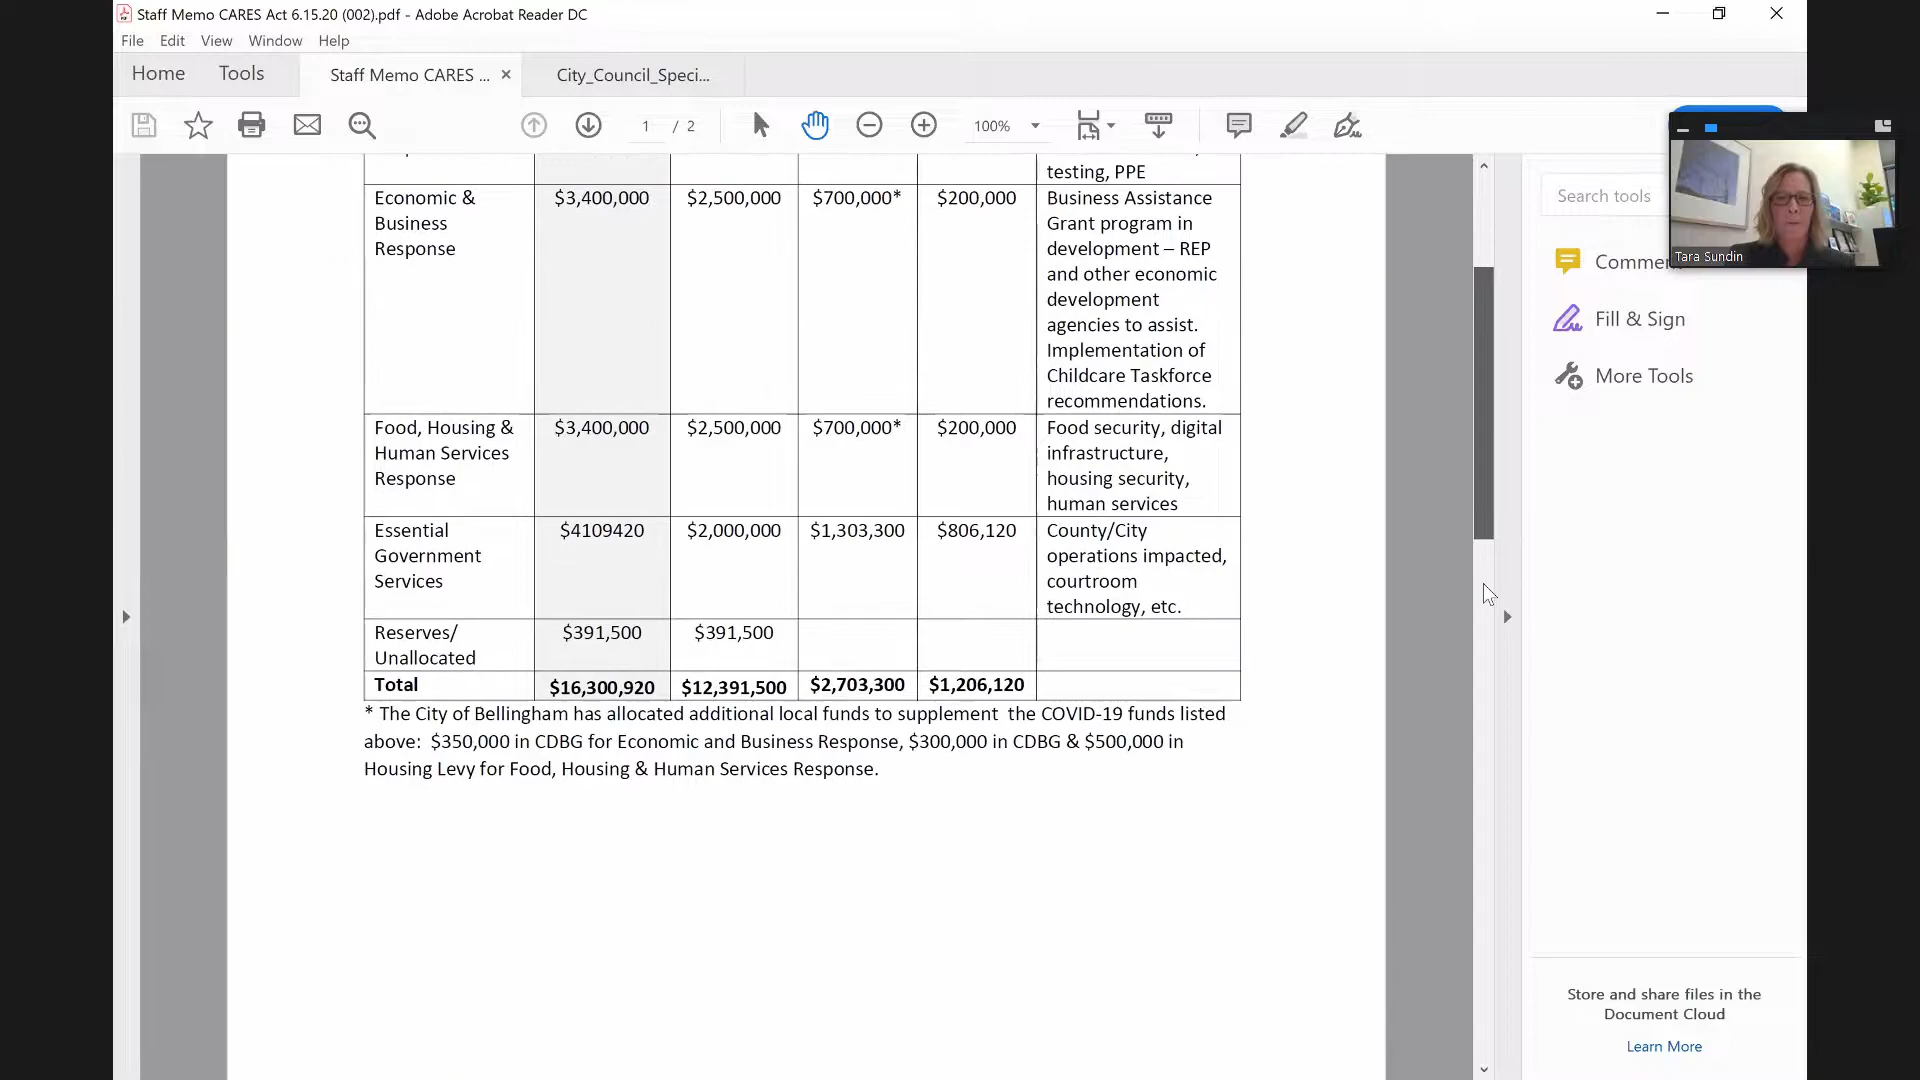 Staff Memo CARES Act 6.15.20 (002).pdf - Adobe Acrobat Reader DC
File Edit View Window Help
Home Tools Staff Memo CARES ... × City_Council_Speci...
1 / 2 100%
testing, PPE
Economic & $3,400,000 $2,500,000 $700,000* $200,000 Business Assistance
Business Grant program in
Response development – REP
and other economic
development
agencies to assist.
Implementation of
Childcare Taskforce
recommendations.
Food, Housing & $3,400,000 $2,500,000 $700,000* $200,000 Food security, digital
Human Services infrastructure,
Response housing security,
human services
Essential $4109420 $2,000,000 $1,303,300 $806,120 County/City
Government operations impacted,
Services courtroom
technology, etc.
Reserves/ $391,500 $391,500
Unallocated
Total $16,300,920 $12,391,500 $2,703,300 $1,206,120
* The City of Bellingham has allocated additional local funds to supplement the COVID-19 funds listed
above: $350,000 in CDBG for Economic and Business Response, $300,000 in CDBG & $500,000 in
Housing Levy for Food, Housing & Human Services Response.
Search tools
Tara Sundin
Commen
Fill & Sign
More Tools
Store and share files in the
Document Cloud
Learn More